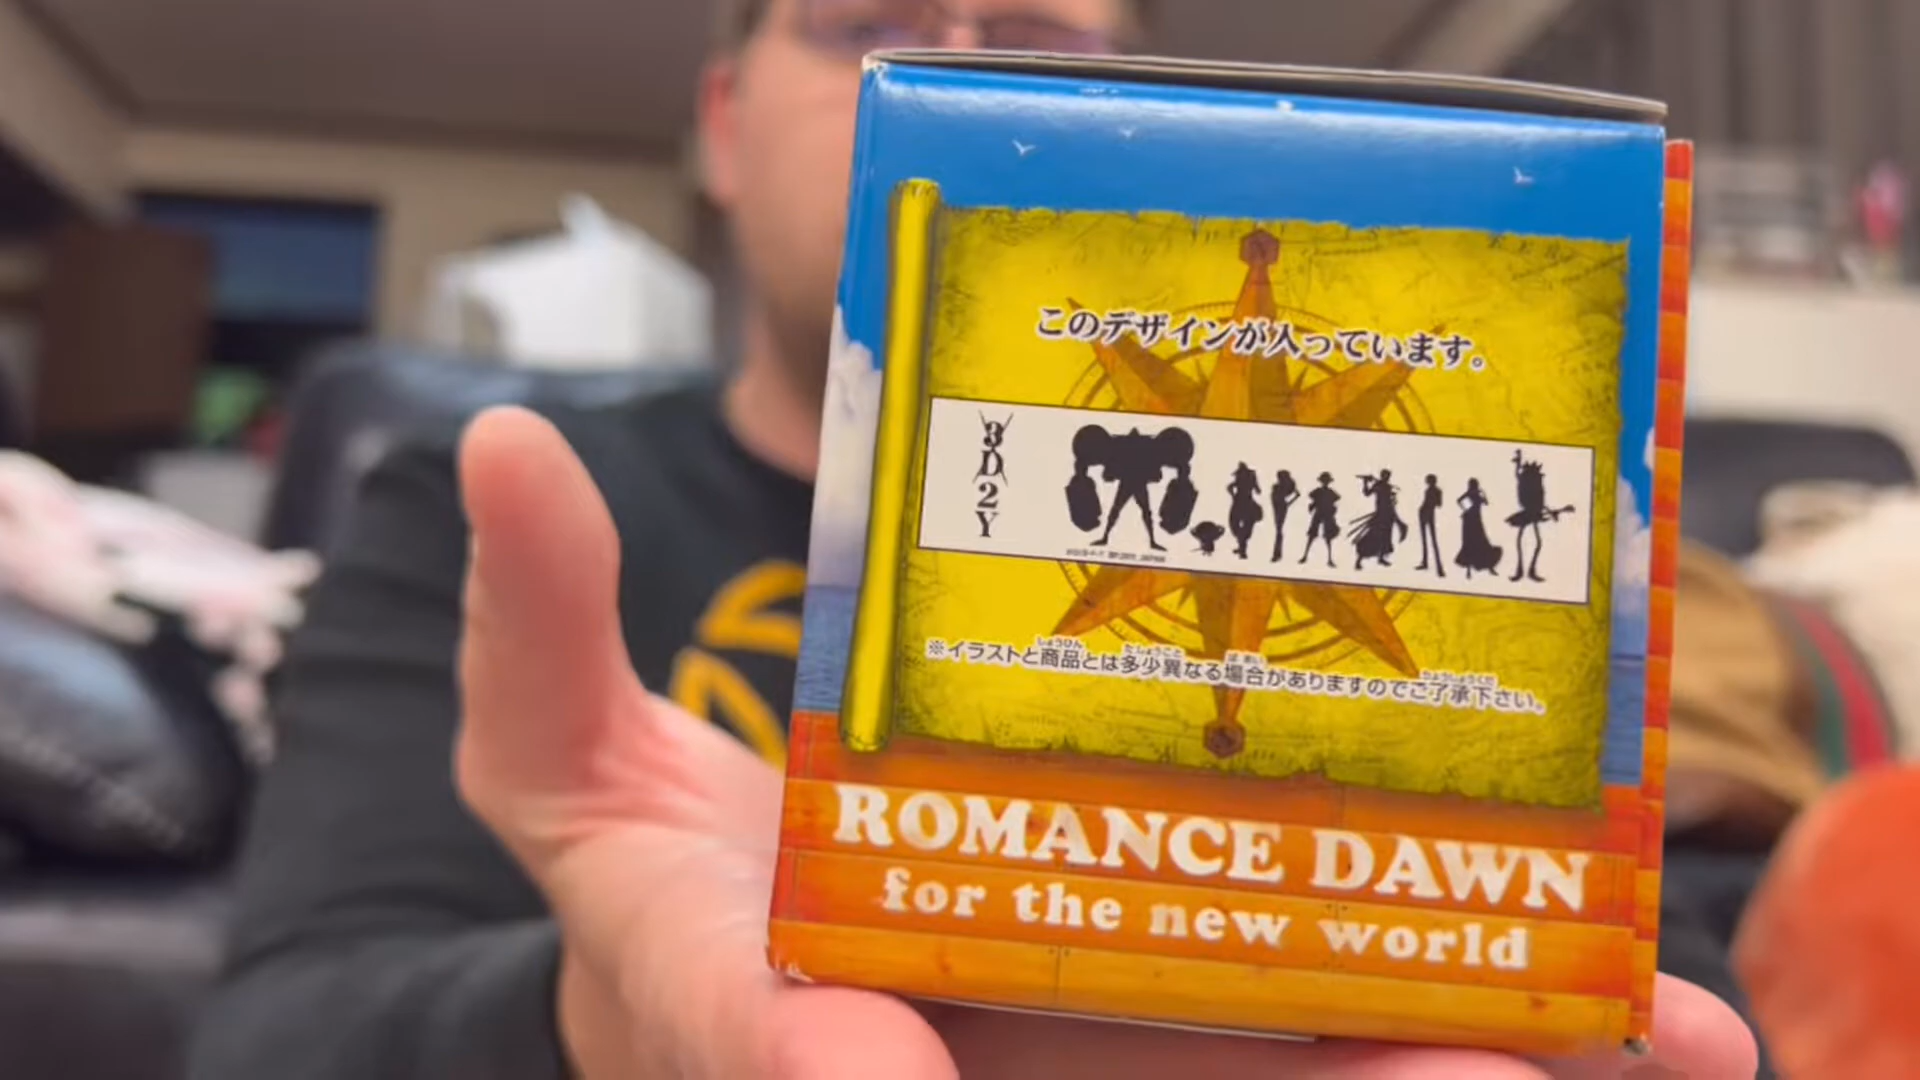 このデザインが入っています。
3
D
2
Y
※イラストと商品とは多少異なる場合がありますのでご了承下さい。
ROMANCE DAWN
for the new world